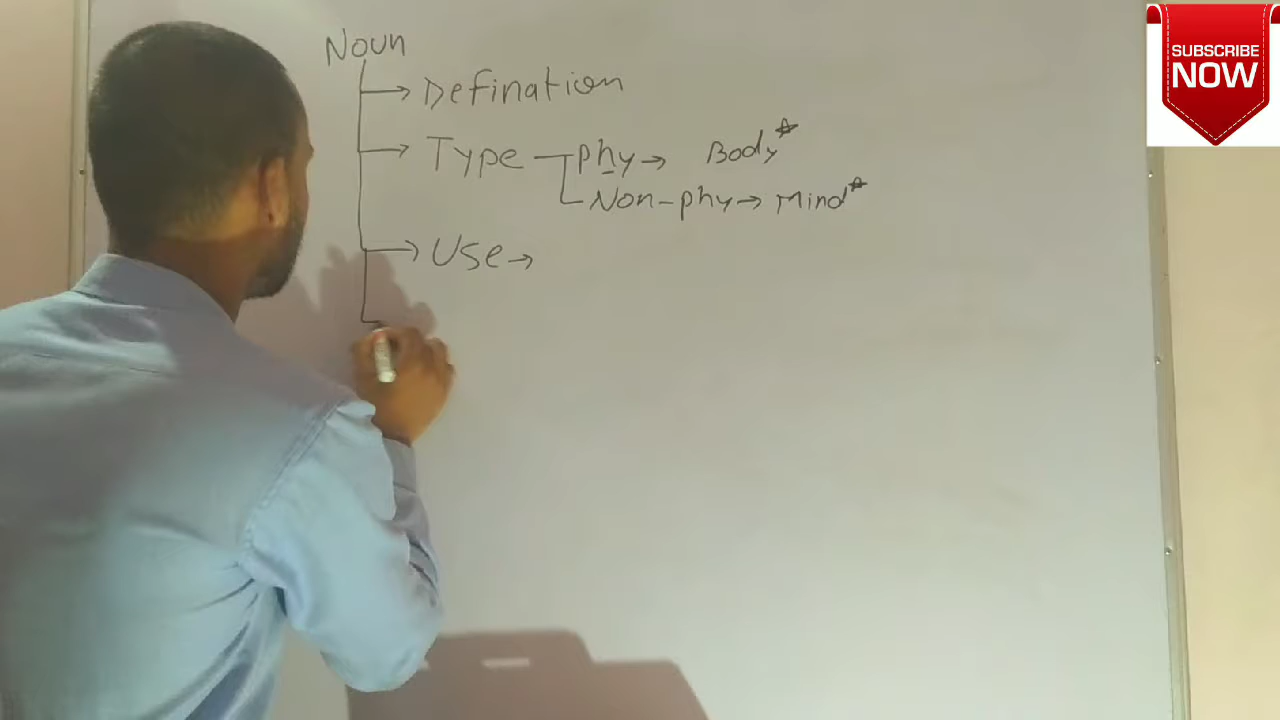 Noun
→ Defination
→ Type — phy → Body*
Non-phy → Mind*
→ Use →
SUBSCRIBE
NOW